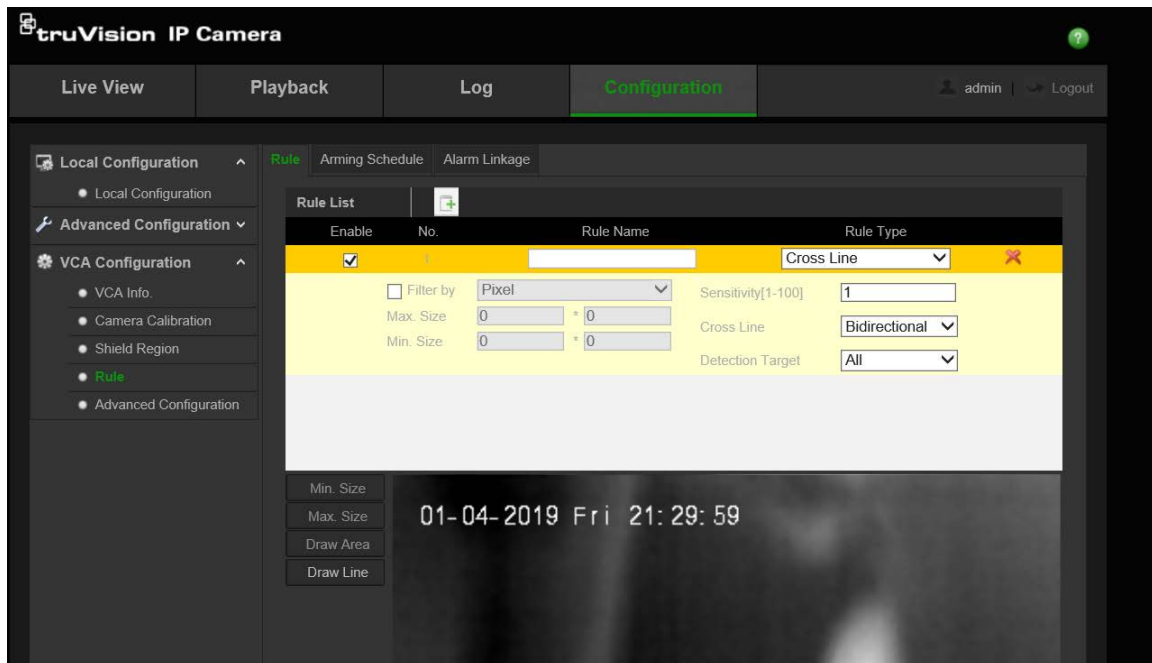 truVision IP Camera
?
Live View Playback Log Configuration admin | Logout
Local Configuration
Local Configuration
Advanced Configuration
VCA Configuration
VCA Info.
Camera Calibration
Shield Region
Rule
Advanced Configuration
Rule Arming Schedule Alarm Linkage
Rule List
Enable No. Rule Name Rule Type
1 Cross Line
Filter by Pixel Sensitivity[1-100] 1
Max. Size 0 * 0 Cross Line Bidirectional
Min. Size 0 * 0
Detection Target All
Min. Size
Max. Size
Draw Area
Draw Line
01-04-2019 Fri 21:29:59